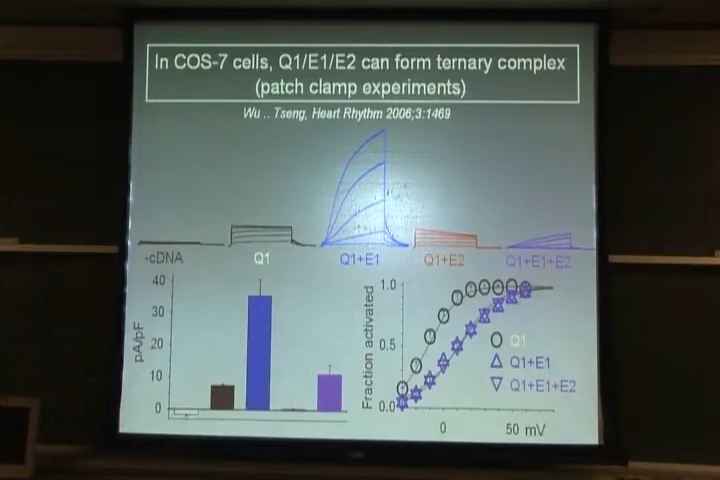 In COS-7 cells, Q1/E1/E2 can form ternary complex
(patch clamp experiments)
Wu .. Tseng, Heart Rhythm 2006;3:1469
-cDNA
Q1
Q1+E1
Q1+E2
Q1+E1+E2
pA/pF
40
30
20
10
0
Fraction activated
1.0
0.5
0.0
0
50 mV
Q1
Q1+E1
Q1+E1+E2